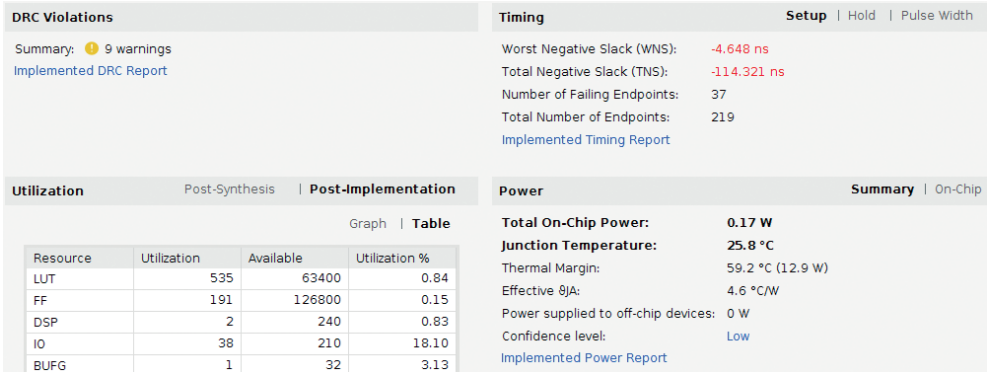 DRC Violations
Summary: 9 warnings
Implemented DRC Report
Timing Setup | Hold | Pulse Width
Worst Negative Slack (WNS): -4.648 ns
Total Negative Slack (TNS): -114.321 ns
Number of Failing Endpoints: 37
Total Number of Endpoints: 219
Implemented Timing Report
Utilization Post-Synthesis | Post-Implementation
Graph | Table
Resource Utilization Available Utilization %
LUT 535 63400 0.84
FF 191 126800 0.15
DSP 2 240 0.83
IO 38 210 18.10
BUFG 1 32 3.13
Power Summary | On-Chip
Total On-Chip Power: 0.17 W
Junction Temperature: 25.8 °C
Thermal Margin: 59.2 °C (12.9 W)
Effective θJA: 4.6 °C/W
Power supplied to off-chip devices: 0 W
Confidence level: Low
Implemented Power Report